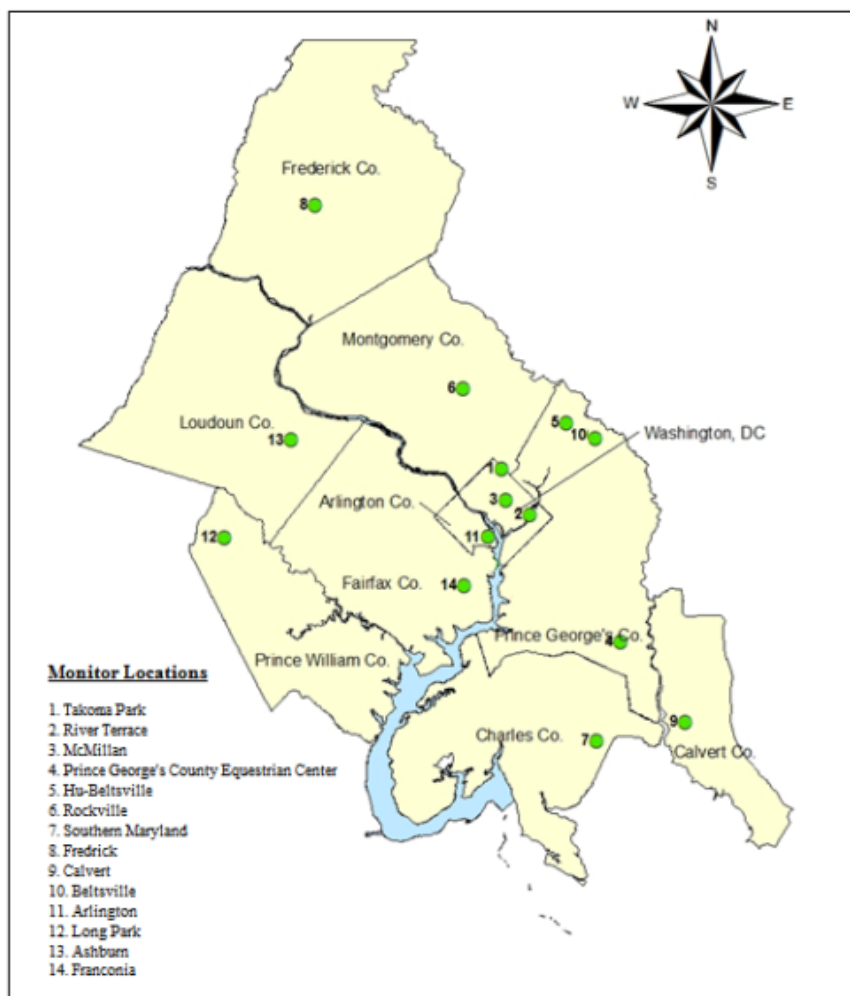 N
W
E
S
Frederick Co.
8
Montgomery Co.
6
Loudoun Co.
13
5
10
Washington, DC
1
Arlington Co.
3
2
11
12
Fairfax Co.
14
Prince George's Co.
4
Prince William Co.
Charles Co.
7
9
Calvert Co.
Monitor Locations
1. Takoma Park
2. River Terrace
3. McMillan
4. Prince George's County Equestrian Center
5. Hu-Beltsville
6. Rockville
7. Southern Maryland
8. Fredrick
9. Calvert
10. Beltsville
11. Arlington
12. Long Park
13. Ashburn
14. Franconia